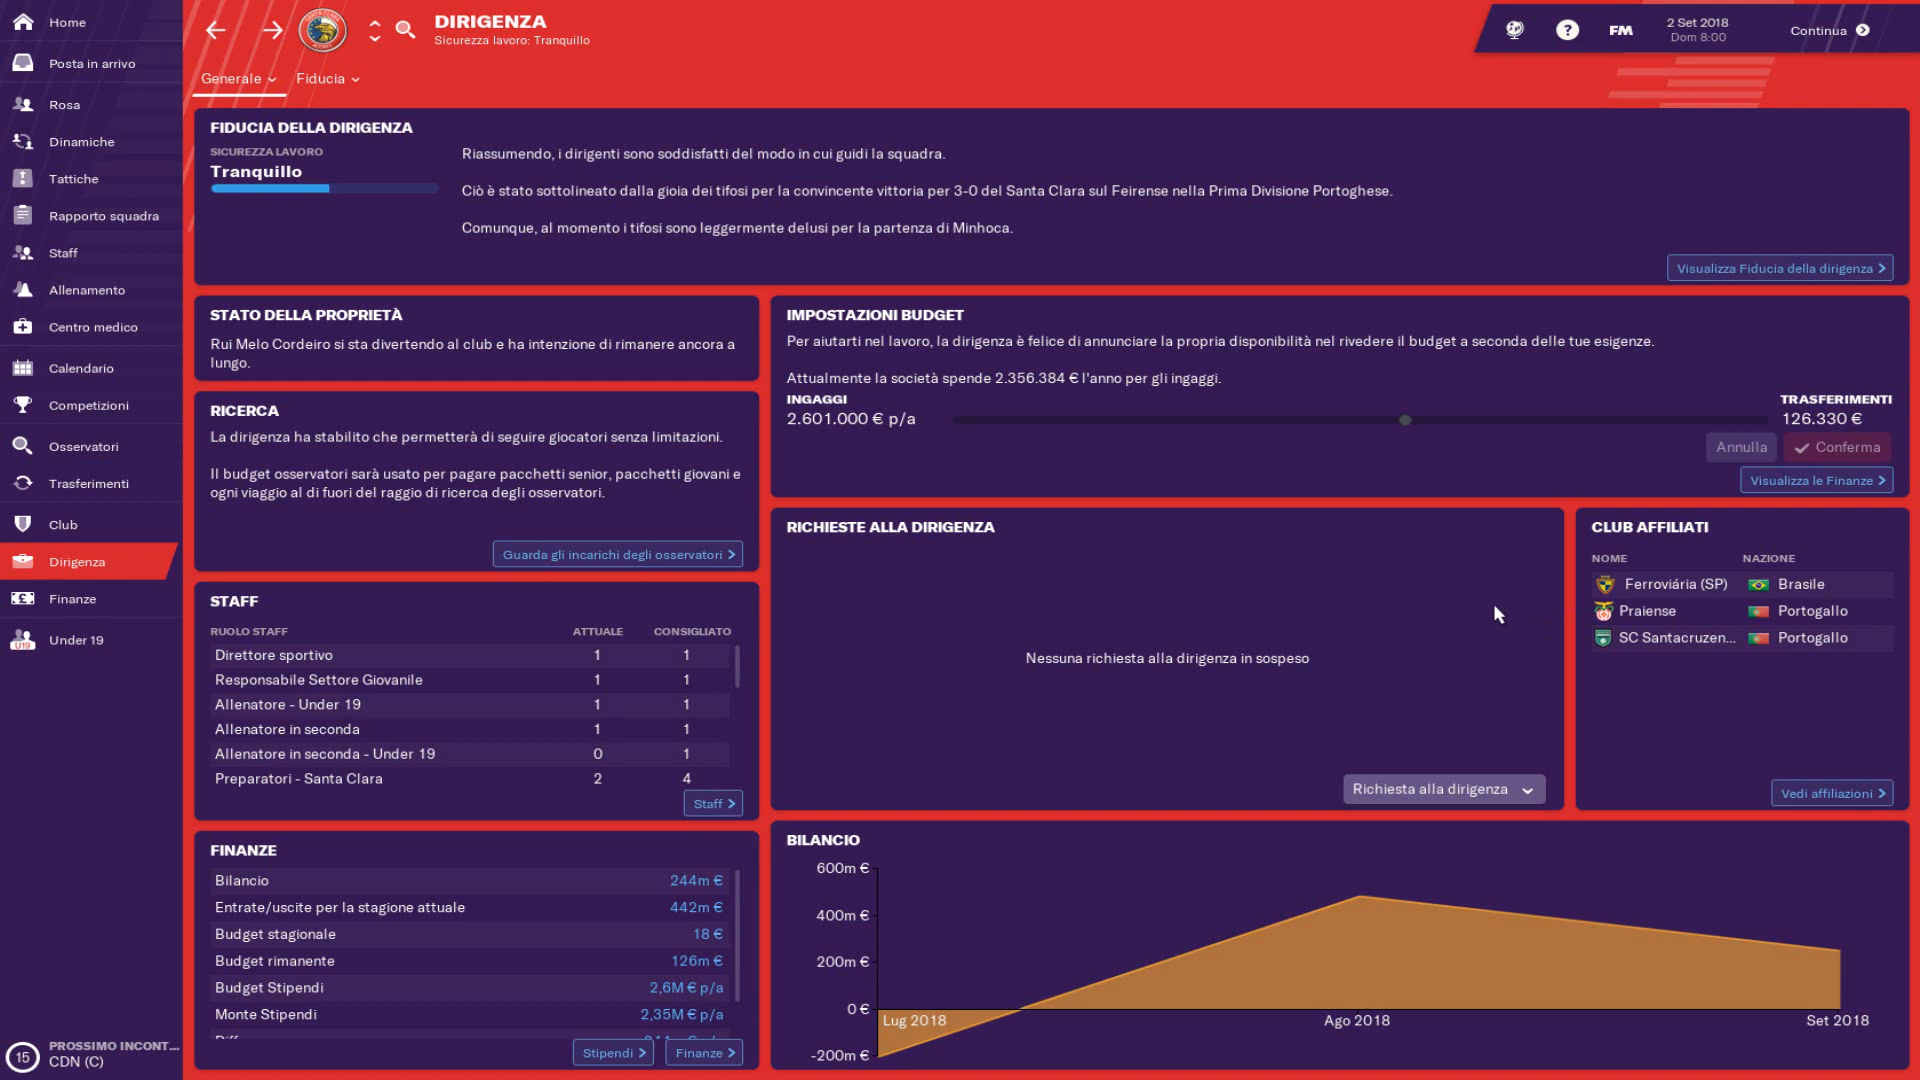 Home
Posta in arrivo
Rosa
Dinamiche
Tattiche
Rapporto squadra
Staff
Allenamento
Centro medico
Calendario
Competizioni
Osservatori
Trasferimenti
Club
Dirigenza
Finanze
U19
Under 19
15
PROSSIMO INCONT...
CDN (C)
DIRIGENZA
Sicurezza lavoro: Tranquillo
?
FM
2 Set 2018
Dom 8:00
Continua
Generale
Fiducia
FIDUCIA DELLA DIRIGENZA
SICUREZZA LAVORO
Tranquillo
Riassumendo, i dirigenti sono soddisfatti del modo in cui guidi la squadra.
Ciò è stato sottolineato dalla gioia dei tifosi per la convincente vittoria per 3-0 del Santa Clara sul Feirense nella Prima Divisione Portoghese.
Comunque, al momento i tifosi sono leggermente delusi per la partenza di Minhoca.
Visualizza Fiducia della dirigenza
STATO DELLA PROPRIETÀ
Rui Melo Cordeiro si sta divertendo al club e ha intenzione di rimanere ancora a
lungo.
RICERCA
La dirigenza ha stabilito che permetterà di seguire giocatori senza limitazioni.
Il budget osservatori sarà usato per pagare pacchetti senior, pacchetti giovani e
ogni viaggio al di fuori del raggio di ricerca degli osservatori.
Guarda gli incarichi degli osservatori
STAFF
RUOLO STAFF ATTUALE CONSIGLIATO
Direttore sportivo 1 1
Responsabile Settore Giovanile 1 1
Allenatore - Under 19 1 1
Allenatore in seconda 1 1
Allenatore in seconda - Under 19 0 1
Preparatori - Santa Clara 2 4
Staff
FINANZE
Bilancio 244m €
Entrate/uscite per la stagione attuale 442m €
Budget stagionale 18 €
Budget rimanente 126m €
Budget Stipendi 2,6M € p/a
Monte Stipendi 2,35M € p/a
Stipendi
Finanze
IMPOSTAZIONI BUDGET
Per aiutarti nel lavoro, la dirigenza è felice di annunciare la propria disponibilità nel rivedere il budget a seconda delle tue esigenze.
Attualmente la società spende 2.356.384 € l'anno per gli ingaggi.
INGAGGI TRASFERIMENTI
2.601.000 € p/a 126.330 €
Annulla
Conferma
Visualizza le Finanze
RICHIESTE ALLA DIRIGENZA
Nessuna richiesta alla dirigenza in sospeso
Richiesta alla dirigenza
CLUB AFFILIATI
NOME NAZIONE
Ferroviária (SP) Brasile
Praiense Portogallo
SC Santacruzen... Portogallo
Vedi affiliazioni
BILANCIO
600m €
400m €
200m €
0 €
-200m €
Lug 2018 Ago 2018 Set 2018